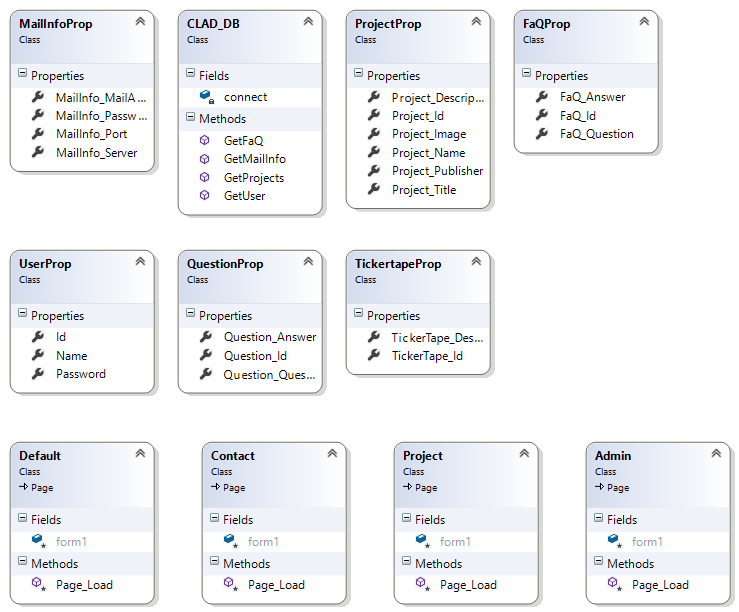 MailInfoProp
Class
Properties
MailInfo_MailA...
MailInfo_Passw...
MailInfo_Port
MailInfo_Server
CLAD_DB
Class
Fields
connect
Methods
GetFaQ
GetMailInfo
GetProjects
GetUser
ProjectProp
Class
Properties
Project_Descrip...
Project_Id
Project_Image
Project_Name
Project_Publisher
Project_Title
FaQProp
Class
Properties
FaQ_Answer
FaQ_Id
FaQ_Question
UserProp
Class
Properties
Id
Name
Password
QuestionProp
Class
Properties
Question_Answer
Question_Id
Question_Ques...
TickertapeProp
Class
Properties
TickerTape_Des...
TickerTape_Id
Default
Class
Page
Fields
form1
Methods
Page_Load
Contact
Class
Page
Fields
form1
Methods
Page_Load
Project
Class
Page
Fields
form1
Methods
Page_Load
Admin
Class
Page
Fields
form1
Methods
Page_Load